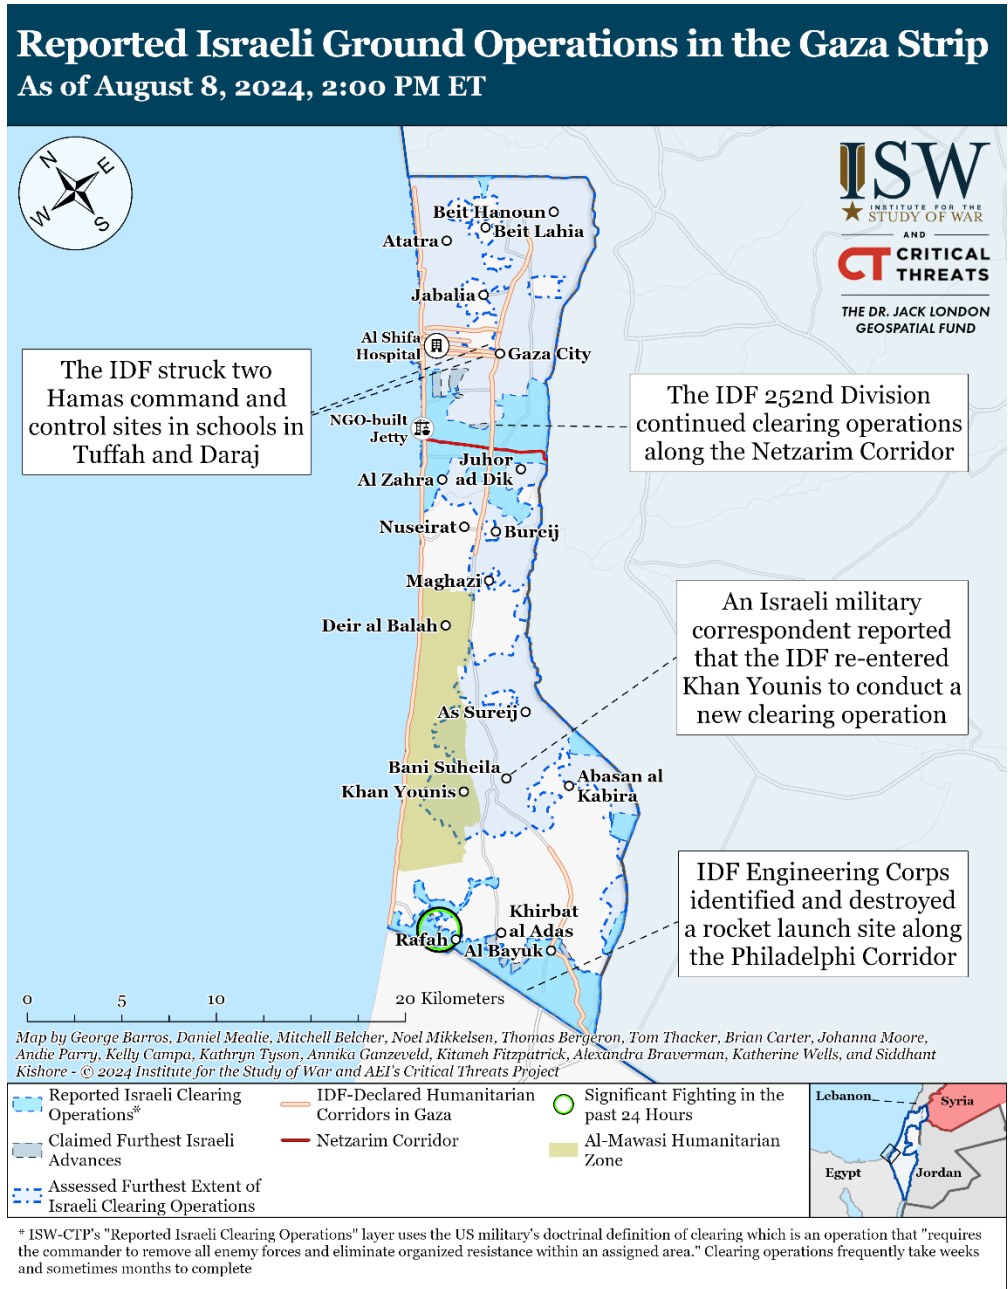 Reported Israeli Ground Operations in the Gaza Strip
As of August 8, 2024, 2:00 PM ET
N
E
W
S
ISW
INSTITUTE FOR THE
STUDY OF WAR
AND
CT CRITICAL
THREATS
THE DR. JACK LONDON
GEOSPATIAL FUND
Beit Hanoun
Beit Lahia
Atatra
Jabalia
Al Shifa
Hospital
Gaza City
The IDF struck two
Hamas command and
control sites in schools in
Tuffah and Daraj
The IDF 252nd Division
continued clearing operations
along the Netzarim Corridor
NGO-built
Jetty
Juhor
ad Dik
Al Zahra
Nuseirat
Bureij
Maghazi
Deir al Balah
An Israeli military
correspondent reported
that the IDF re-entered
Khan Younis to conduct a
new clearing operation
As Sureij
Bani Suheila
Khan Younis
Abasan al
Kabira
IDF Engineering Corps
identified and destroyed
a rocket launch site along
the Philadelphi Corridor
Khirbat
al Adas
Rafah
Al Bayuk
0 5 10 20 Kilometers
Map by George Barros, Daniel Mealie, Mitchell Belcher, Noel Mikkelsen, Thomas Bergeron, Tom Thacker, Brian Carter, Johanna Moore,
Andie Parry, Kelly Campa, Kathryn Tyson, Annika Ganzeveld, Kitaneh Fitzpatrick, Alexandra Braverman, Katherine Wells, and Siddhant
Kishore - © 2024 Institute for the Study of War and AEI's Critical Threats Project
Reported Israeli Clearing
Operations*
Claimed Furthest Israeli
Advances
Assessed Furthest Extent of
Israeli Clearing Operations
IDF-Declared Humanitarian
Corridors in Gaza
Netzarim Corridor
Significant Fighting in the
past 24 Hours
Al-Mawasi Humanitarian
Zone
Lebanon
Syria
Egypt
Jordan
* ISW-CTP's "Reported Israeli Clearing Operations" layer uses the US military's doctrinal definition of clearing which is an operation that "requires
the commander to remove all enemy forces and eliminate organized resistance within an assigned area." Clearing operations frequently take weeks
and sometimes months to complete